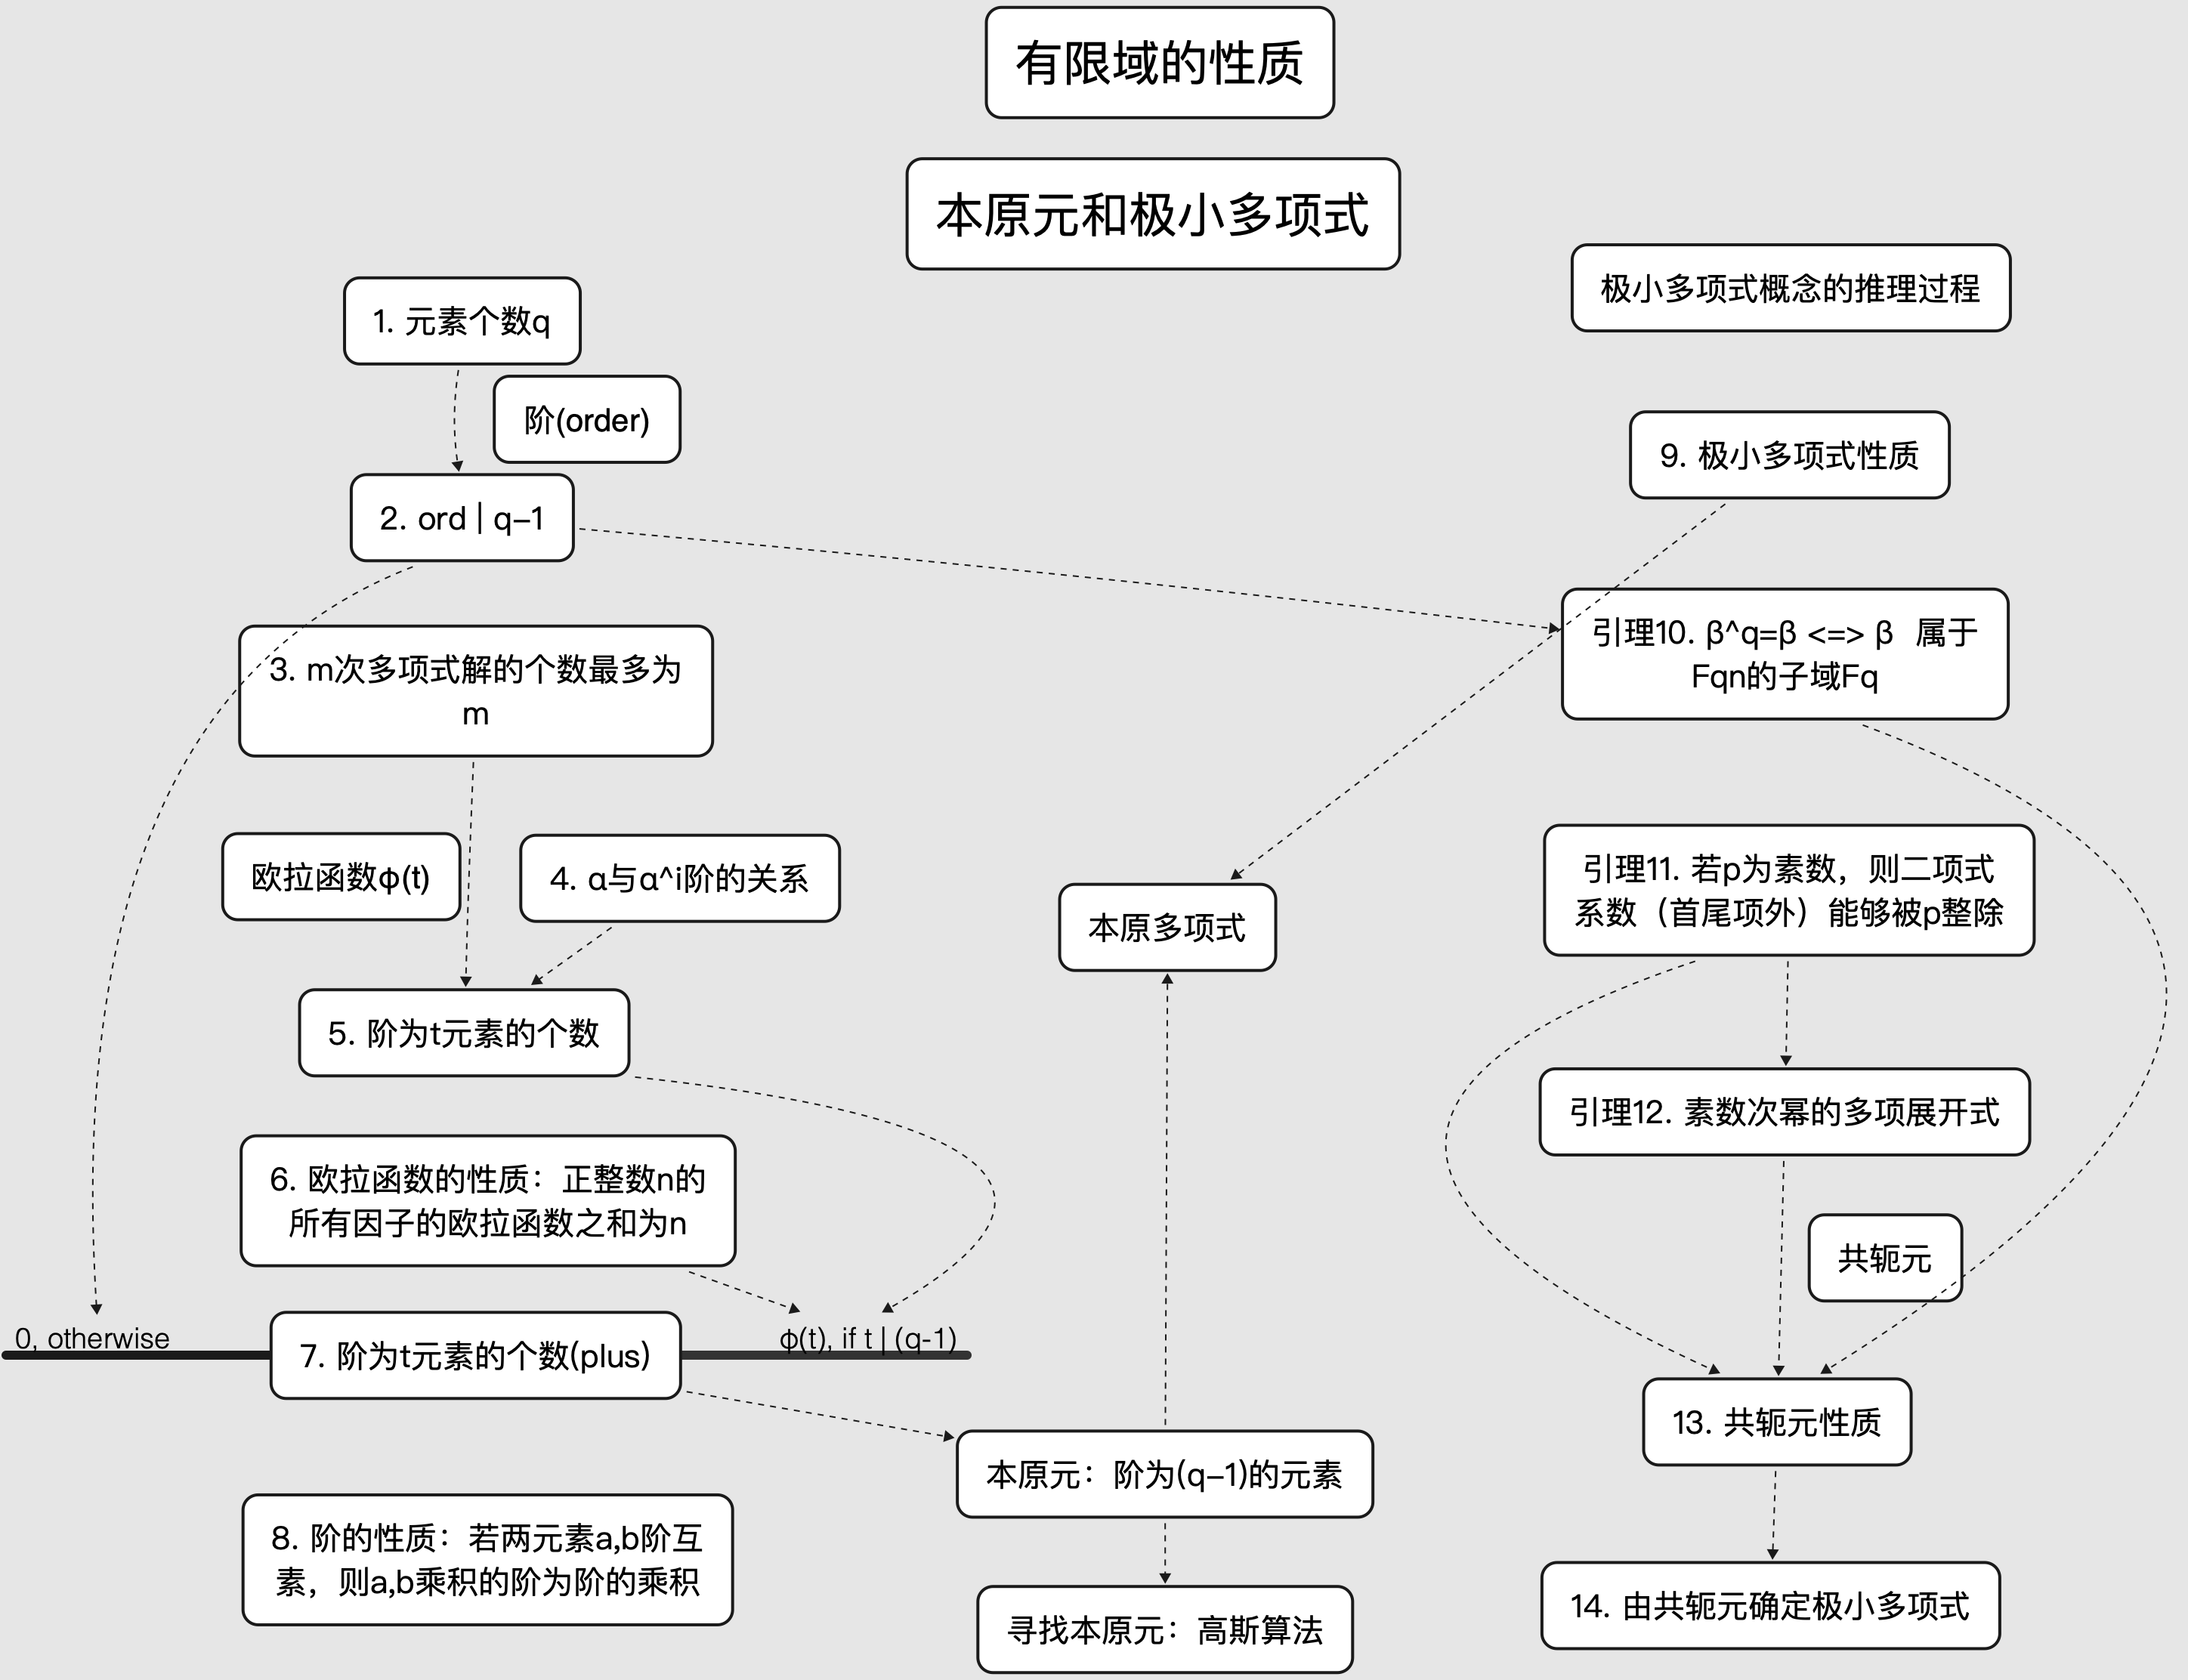 有限域的性质
本原元和极小多项式
极小多项式概念的推理过程
1. 元素个数q
阶(order)
2. ord | q-1
3. m次多项式解的个数最多为
m
欧拉函数φ(t)
4. α与α^i阶的关系
5. 阶为t元素的个数
6. 欧拉函数的性质：正整数n的
所有因子的欧拉函数之和为n
0, otherwise
7. 阶为t元素的个数(plus)
φ(t), if t | (q-1)
8. 阶的性质：若两元素a,b阶互
素，则a,b乘积的阶为阶的乘积
本原多项式
本原元：阶为(q-1)的元素
寻找本原元：高斯算法
9. 极小多项式性质
引理10. β^q=β <=> β 属于
Fqn的子域Fq
引理11. 若p为素数，则二项式
系数（首尾项外）能够被p整除
引理12. 素数次幂的多项展开式
共轭元
13. 共轭元性质
14. 由共轭元确定极小多项式